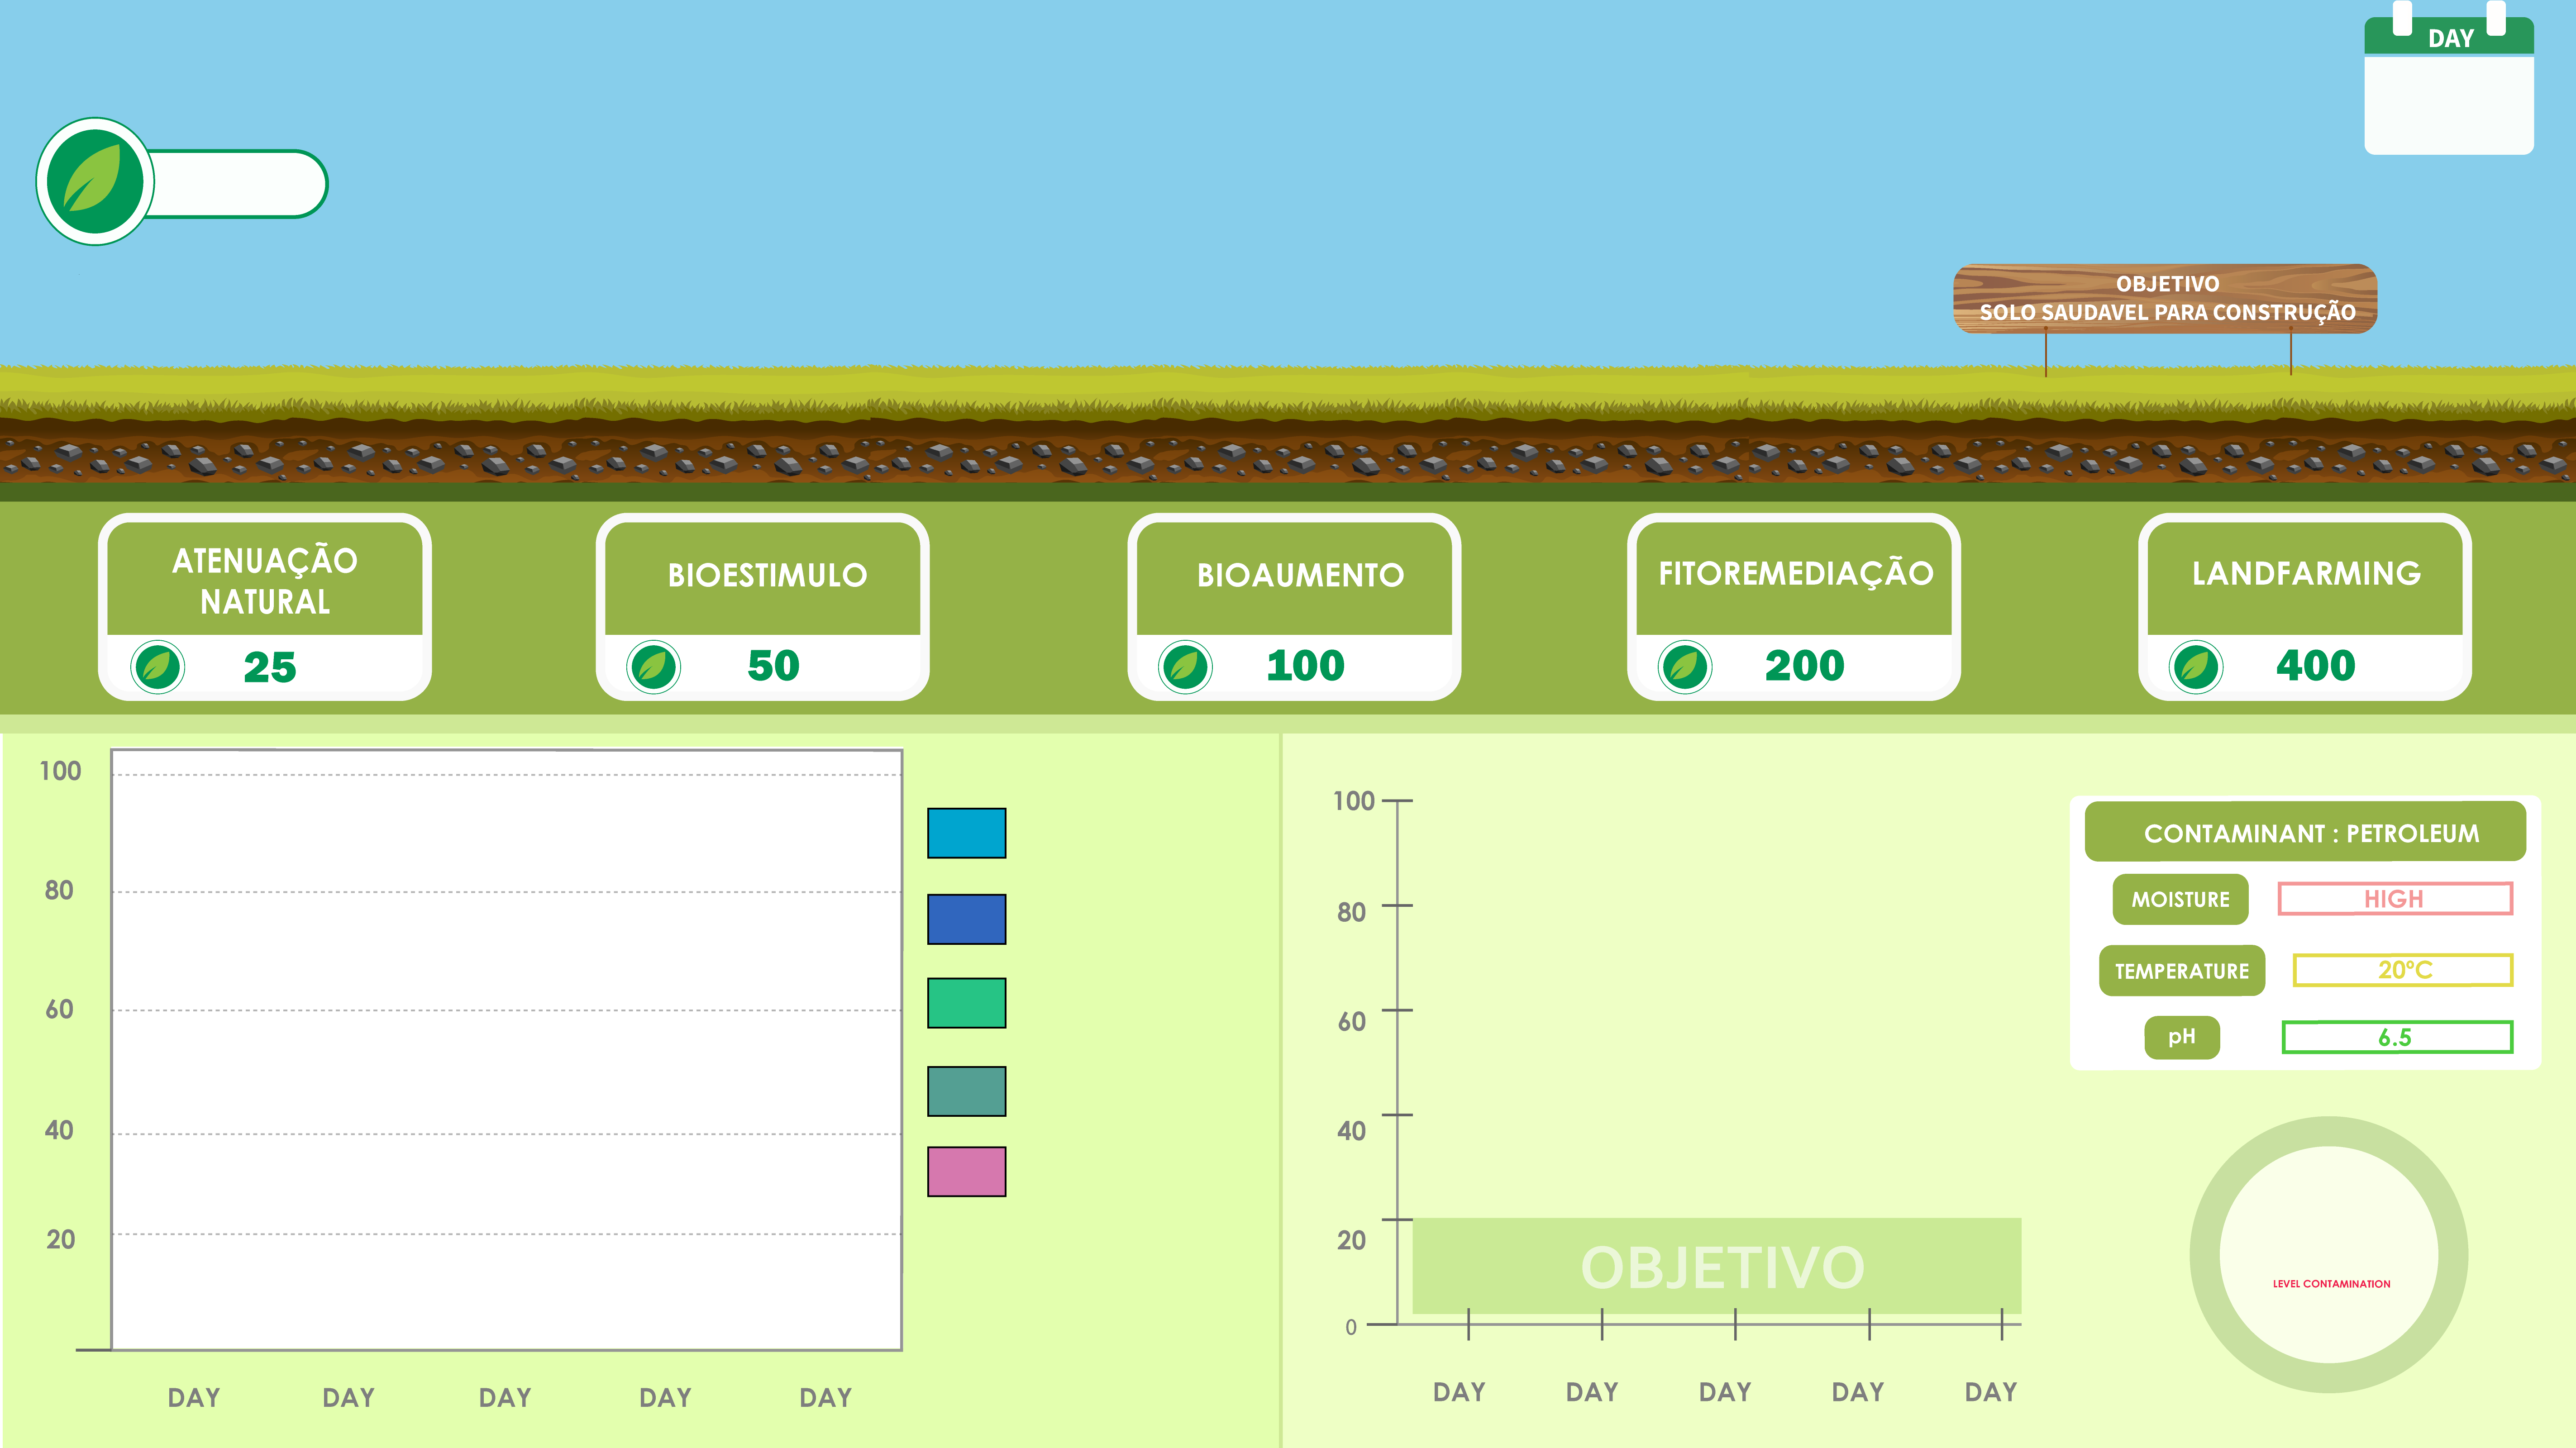 DAY
OBJETIVO
SOLO SAUDAVEL PARA CONSTRUÇÃO
ATENUAÇÃO
NATURAL
25
BIOESTIMULO
50
BIOAUMENTO
100
FITOREMEDIAÇÃO
200
LANDFARMING
400
100
80
60
40
20
DAY DAY DAY DAY DAY
100
80
60
40
20
0
OBJETIVO
DAY DAY DAY DAY DAY
CONTAMINANT : PETROLEUM
MOISTURE HIGH
TEMPERATURE 20ºC
pH 6.5
LEVEL CONTAMINATION